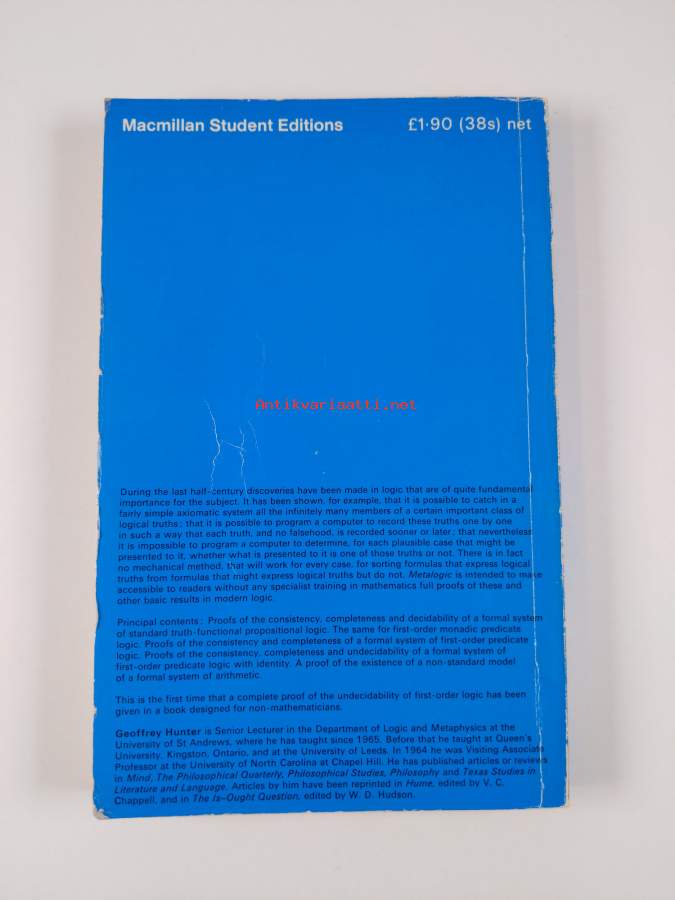 Macmillan Student Editions £1·90 (38s) net
Antikvariaatti.net
During the last half-century discoveries have been made in logic that are of quite fundamental
importance for the subject. It has been shown, for example, that it is possible to catch in a
fairly simple axiomatic system all the infinitely many members of a certain important class of
logical truths; that it is possible to program a computer to record these truths one by one
in such a way that each truth, and no falsehood, is recorded sooner or later; that nevertheless
it is impossible to program a computer to determine, for each plausible case that might be
presented to it, whether what is presented to it is one of those truths or not. There is in fact
no mechanical method, that will work for every case, for sorting formulas that express logical
truths from formulas that might express logical truths but do not. Metalogic is intended to make
accessible to readers without any specialist training in mathematics full proofs of these and
other basic results in modern logic.
Principal contents: Proofs of the consistency, completeness and decidability of a formal system
of standard truth-functional propositional logic. The same for first-order monadic predicate
logic. Proofs of the consistency and completeness of a formal system of first-order predicate
logic. Proofs of the consistency, completeness and undecidability of a formal system of
first-order predicate logic with identity. A proof of the existence of a non-standard model
of a formal system of arithmetic.
This is the first time that a complete proof of the undecidability of first-order logic has been
given in a book designed for non-mathematicians.
Geoffrey Hunter is Senior Lecturer in the Department of Logic and Metaphysics at the
University of St Andrews, where he has taught since 1965. Before that he taught at Queen's
University, Kingston, Ontario, and at the University of Leeds. In 1964 he was Visiting Associate
Professor at the University of North Carolina at Chapel Hill. He has published articles or reviews
in Mind, The Philosophical Quarterly, Philosophical Studies, Philosophy and Texas Studies in
Literature and Language. Articles by him have been reprinted in Hume, edited by V. C.
Chappell, and in The Is–Ought Question, edited by W. D. Hudson.